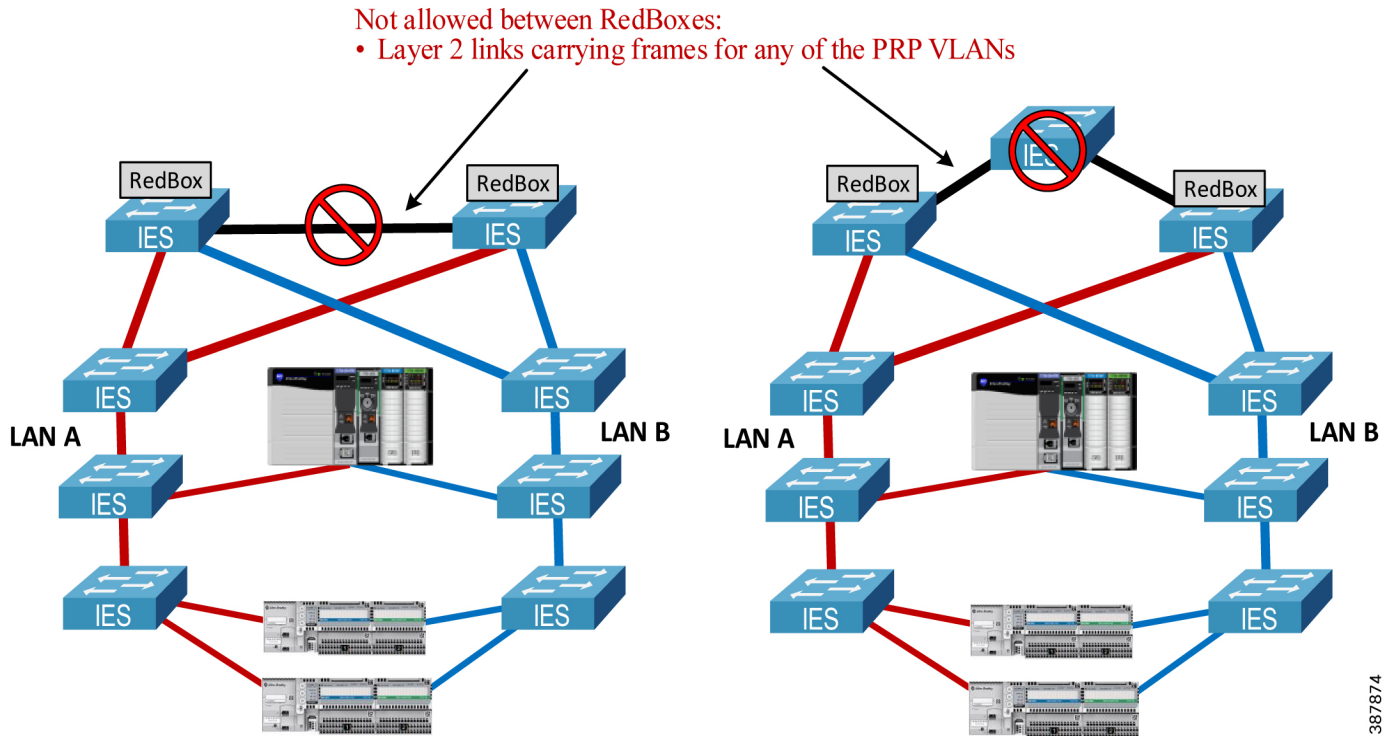 Not allowed between RedBoxes:
• Layer 2 links carrying frames for any of the PRP VLANs
IES
RedBox
RedBox
RedBox
RedBox
IES
IES
IES
IES
IES
IES
IES
IES
LAN A
LAN B
LAN A
LAN B
IES
IES
IES
IES
IES
IES
IES
IES
387874